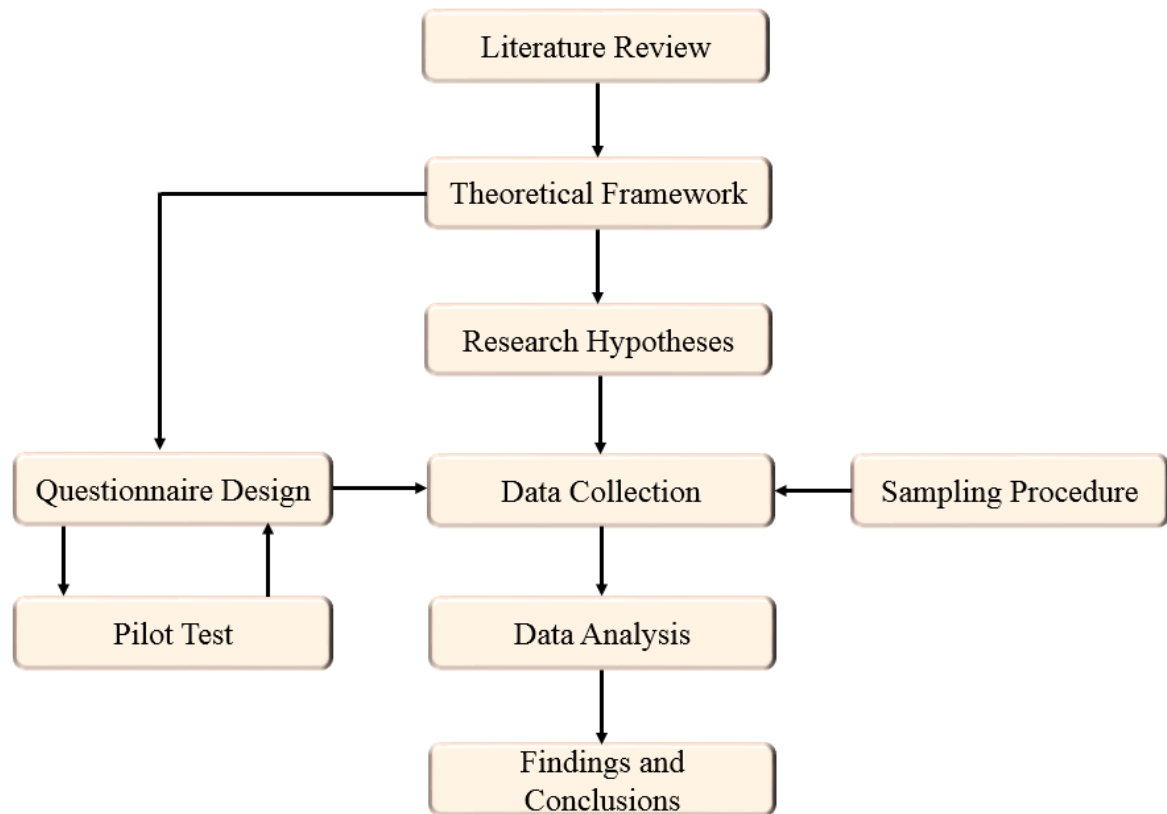 Literature Review
Theoretical Framework
Research Hypotheses
Questionnaire Design
Data Collection
Sampling Procedure
Pilot Test
Data Analysis
Findings and
Conclusions